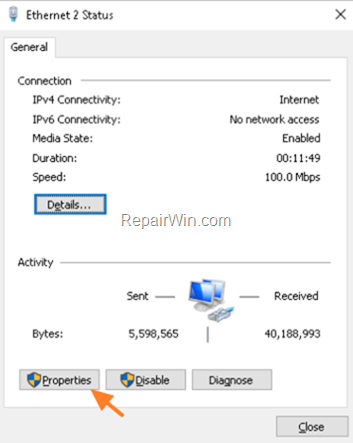 Ethernet 2 Status
General
Connection
IPv4 Connectivity: Internet
IPv6 Connectivity: No network access
Media State: Enabled
Duration: 00:11:49
Speed: 100.0 Mbps
Details...
RepairWin.com
Activity
Sent Received
Bytes: 5,598,565 40,188,993
Properties Disable Diagnose
Close